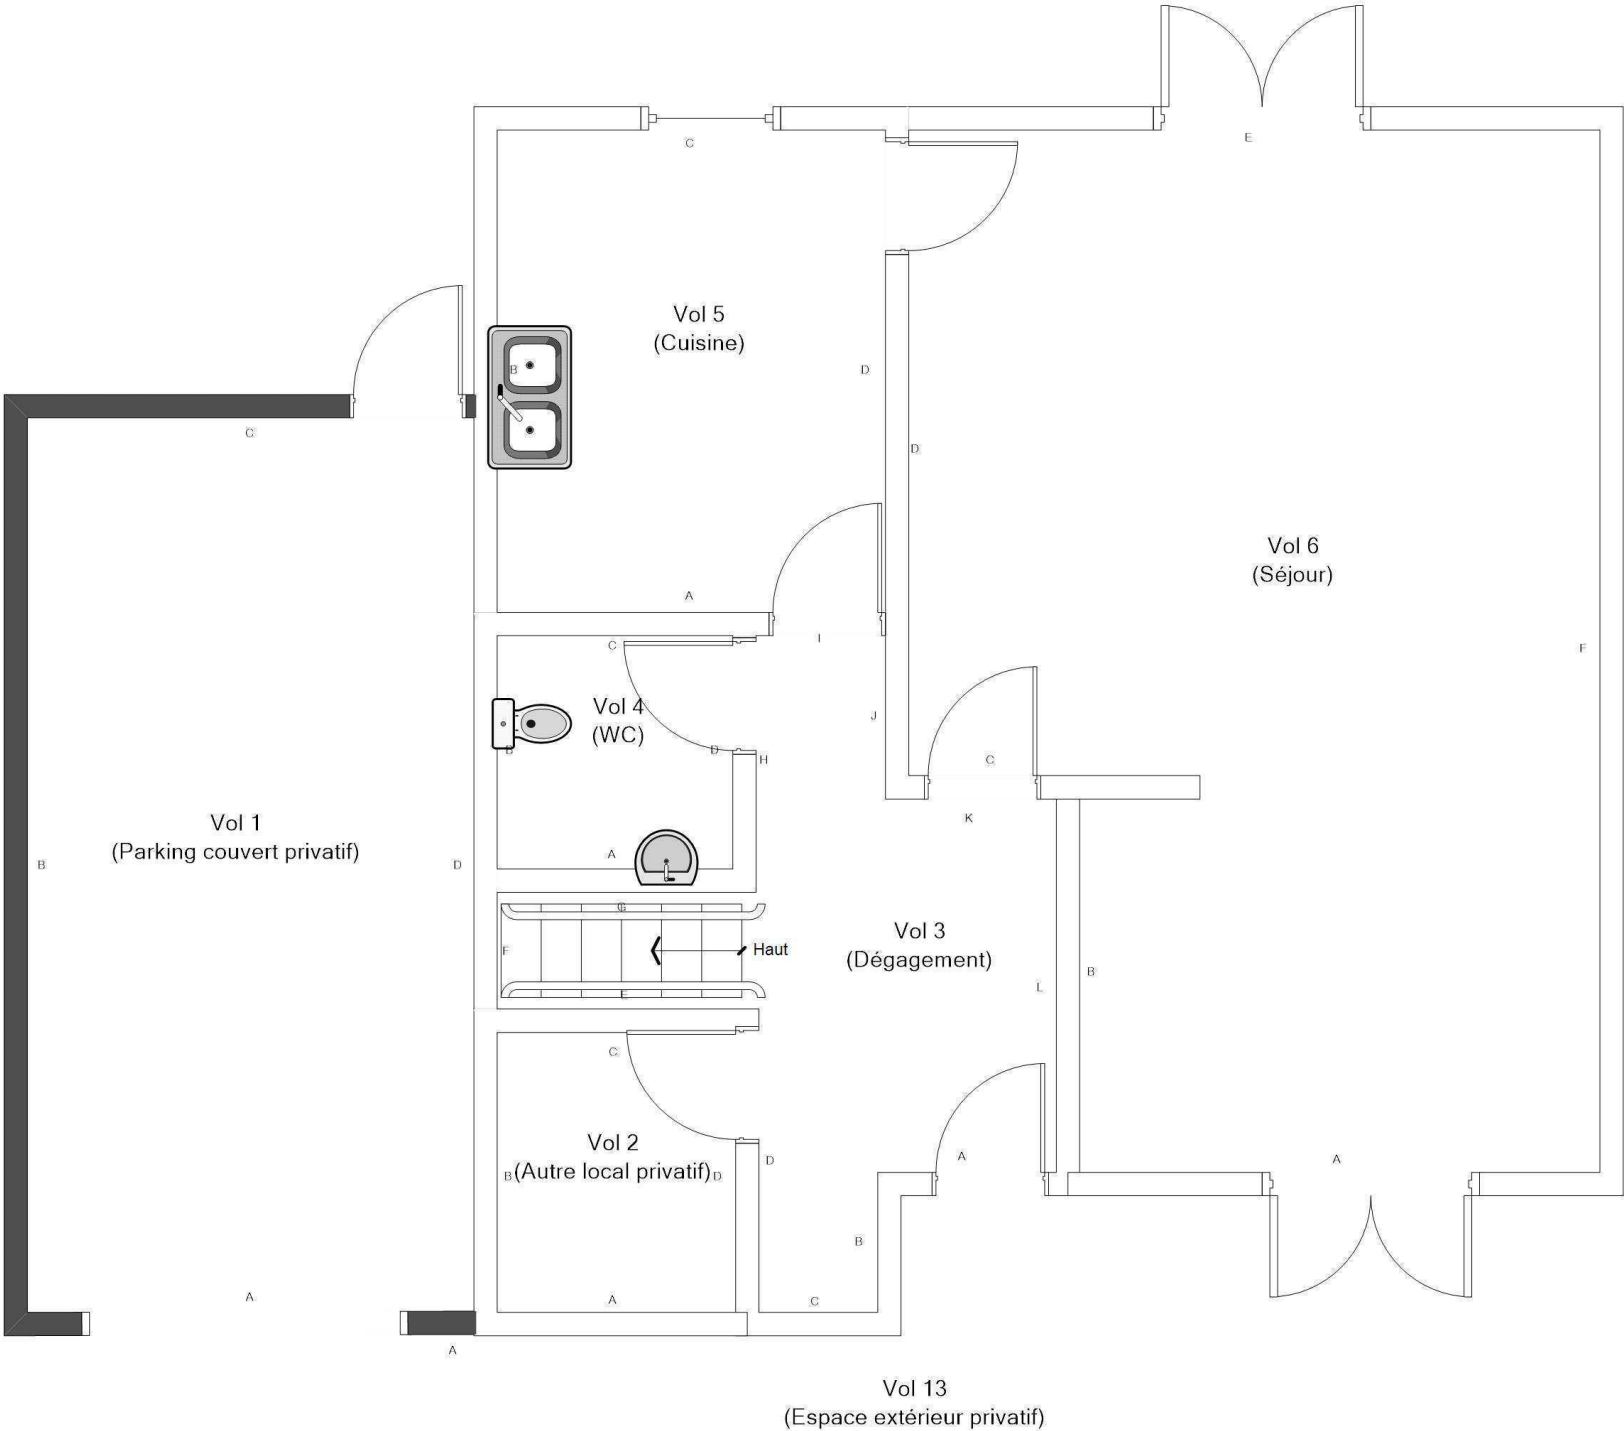 E
C
Vol 5
(Cuisine)
B
D
C
D
Vol 6
(Séjour)
A
I
C
F
Vol 4
(WC)
J
B
D
H
C
K
Vol 1
(Parking couvert privatif)
B
D
A
G
Vol 3
(Dégagement)
F
Haut
E
L
B
C
Vol 2
(Autre local privatif)
B
D
D
A
A
B
A
A
C
A
Vol 13
(Espace extérieur privatif)